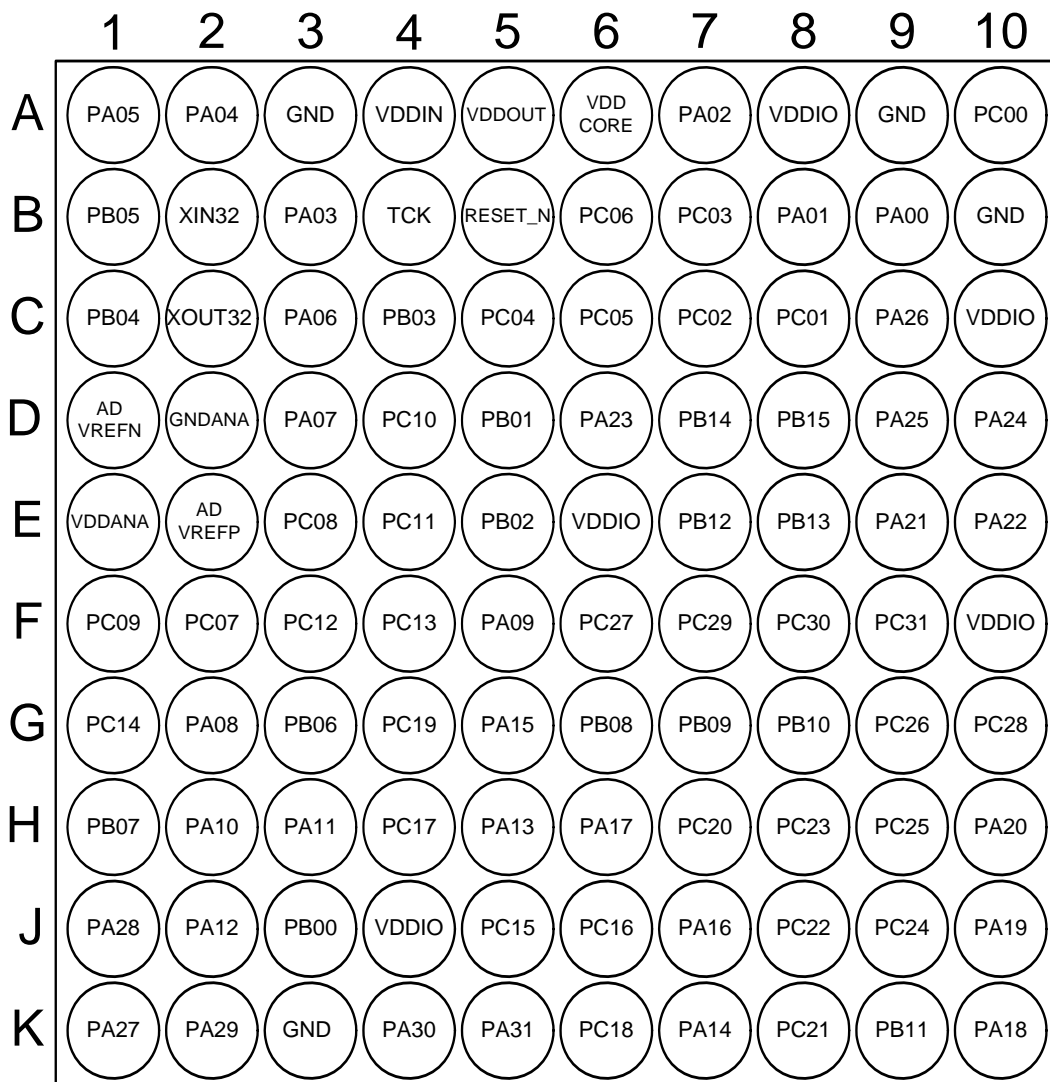 1 2 3 4 5 6 7 8 9 10
A PA05 PA04 GND VDDIN VDDOUT VDD CORE PA02 VDDIO GND PC00
B PB05 XIN32 PA03 TCK RESET_N PC06 PC03 PA01 PA00 GND
C PB04 XOUT32 PA06 PB03 PC04 PC05 PC02 PC01 PA26 VDDIO
D AD VREFN GNDANA PA07 PC10 PB01 PA23 PB14 PB15 PA25 PA24
E VDDANA AD VREFP PC08 PC11 PB02 VDDIO PB12 PB13 PA21 PA22
F PC09 PC07 PC12 PC13 PA09 PC27 PC29 PC30 PC31 VDDIO
G PC14 PA08 PB06 PC19 PA15 PB08 PB09 PB10 PC26 PC28
H PB07 PA10 PA11 PC17 PA13 PA17 PC20 PC23 PC25 PA20
J PA28 PA12 PB00 VDDIO PC15 PC16 PA16 PC22 PC24 PA19
K PA27 PA29 GND PA30 PA31 PC18 PA14 PC21 PB11 PA18